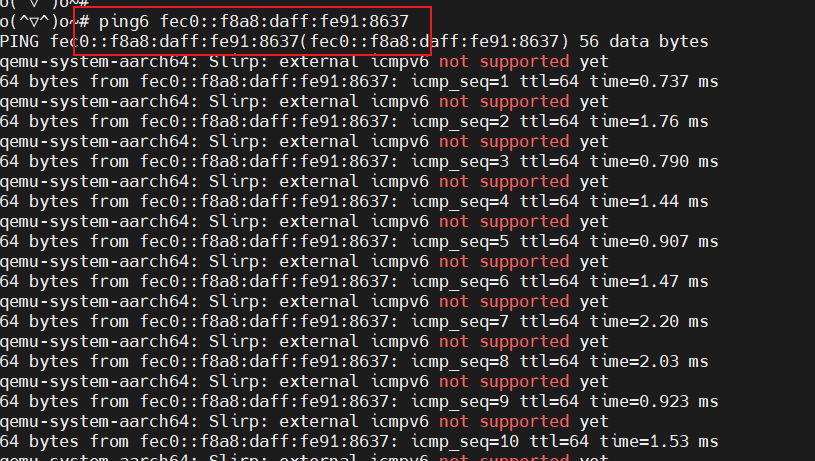 o(^▽^)o~#
o(^▽^)o~# ping6 fec0::f8a8:daff:fe91:8637
PING fec0::f8a8:daff:fe91:8637(fec0::f8a8:daff:fe91:8637) 56 data bytes
qemu-system-aarch64: Slirp: external icmpv6 not supported yet
64 bytes from fec0::f8a8:daff:fe91:8637: icmp_seq=1 ttl=64 time=0.737 ms
qemu-system-aarch64: Slirp: external icmpv6 not supported yet
64 bytes from fec0::f8a8:daff:fe91:8637: icmp_seq=2 ttl=64 time=1.76 ms
qemu-system-aarch64: Slirp: external icmpv6 not supported yet
64 bytes from fec0::f8a8:daff:fe91:8637: icmp_seq=3 ttl=64 time=0.790 ms
qemu-system-aarch64: Slirp: external icmpv6 not supported yet
64 bytes from fec0::f8a8:daff:fe91:8637: icmp_seq=4 ttl=64 time=1.44 ms
qemu-system-aarch64: Slirp: external icmpv6 not supported yet
64 bytes from fec0::f8a8:daff:fe91:8637: icmp_seq=5 ttl=64 time=0.907 ms
qemu-system-aarch64: Slirp: external icmpv6 not supported yet
64 bytes from fec0::f8a8:daff:fe91:8637: icmp_seq=6 ttl=64 time=1.47 ms
qemu-system-aarch64: Slirp: external icmpv6 not supported yet
64 bytes from fec0::f8a8:daff:fe91:8637: icmp_seq=7 ttl=64 time=2.20 ms
qemu-system-aarch64: Slirp: external icmpv6 not supported yet
64 bytes from fec0::f8a8:daff:fe91:8637: icmp_seq=8 ttl=64 time=2.03 ms
qemu-system-aarch64: Slirp: external icmpv6 not supported yet
64 bytes from fec0::f8a8:daff:fe91:8637: icmp_seq=9 ttl=64 time=0.923 ms
qemu-system-aarch64: Slirp: external icmpv6 not supported yet
64 bytes from fec0::f8a8:daff:fe91:8637: icmp_seq=10 ttl=64 time=1.53 ms
qemu-system-aarch64: Slirp: external icmpv6 not supported yet